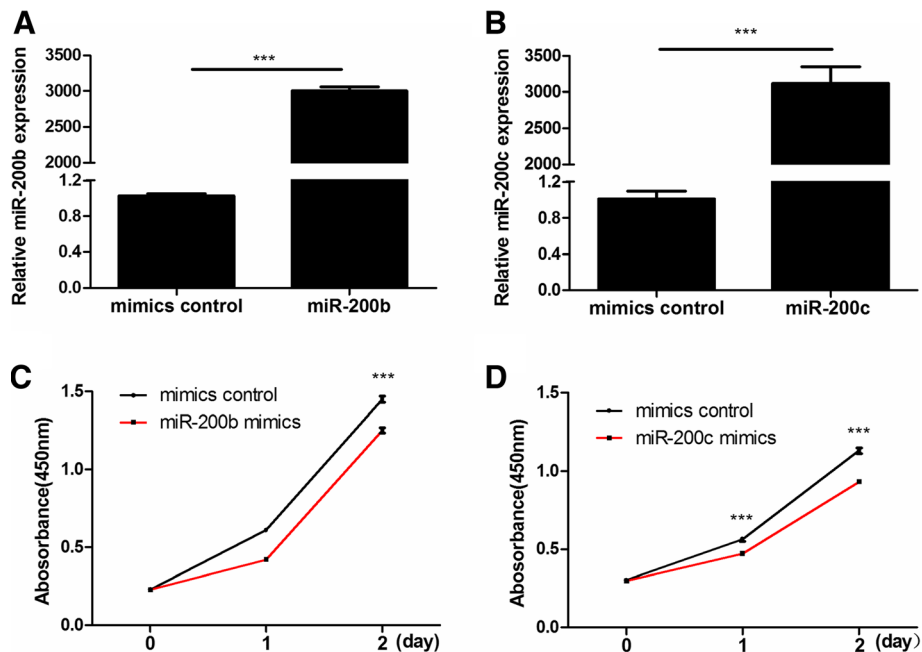 A
Relative miR-200b expression
3500
3000
2500
2000
1.2
0.8
0.4
0.0
***
mimics control
miR-200b
B
Relative miR-200c expression
3500
3000
2500
2000
1.2
0.8
0.4
0.0
***
mimics control
miR-200c
C
Abosorbance(450nm)
1.5
1.0
0.5
0.0
mimics control
miR-200b mimics
***
0 1 2 (day)
D
Abosorbance(450nm)
1.5
1.0
0.5
0.0
mimics control
miR-200c mimics
***
***
0 1 2 (day)